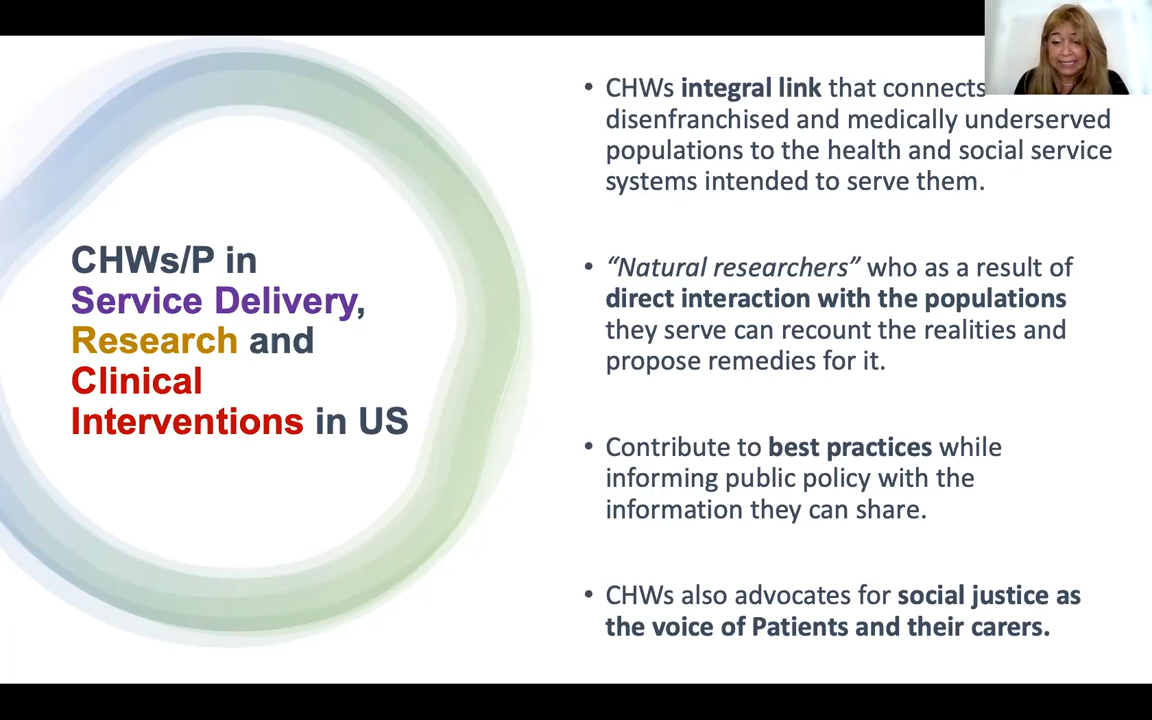 CHWs/P in
Service Delivery,
Research and
Clinical
Interventions in US
• CHWs integral link that connects
disenfranchised and medically underserved
populations to the health and social service
systems intended to serve them.
• “Natural researchers” who as a result of
direct interaction with the populations
they serve can recount the realities and
propose remedies for it.
• Contribute to best practices while
informing public policy with the
information they can share.
• CHWs also advocates for social justice as
the voice of Patients and their carers.